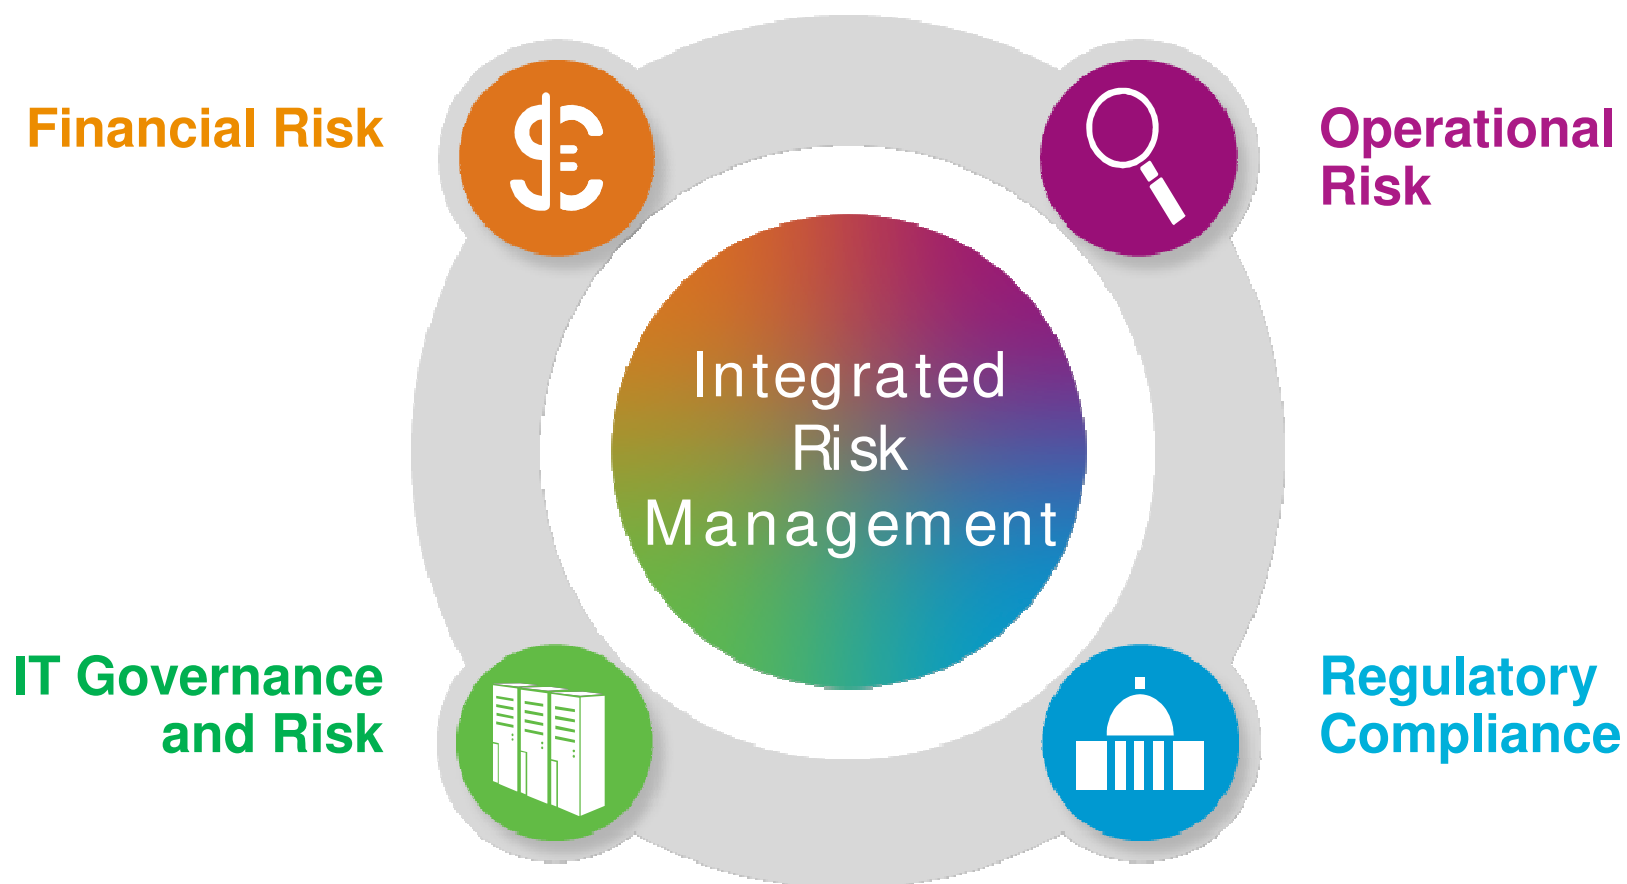 Financial Risk
Operational
Risk
Integrated
Risk
Management
IT Governance
and Risk
Regulatory
Compliance